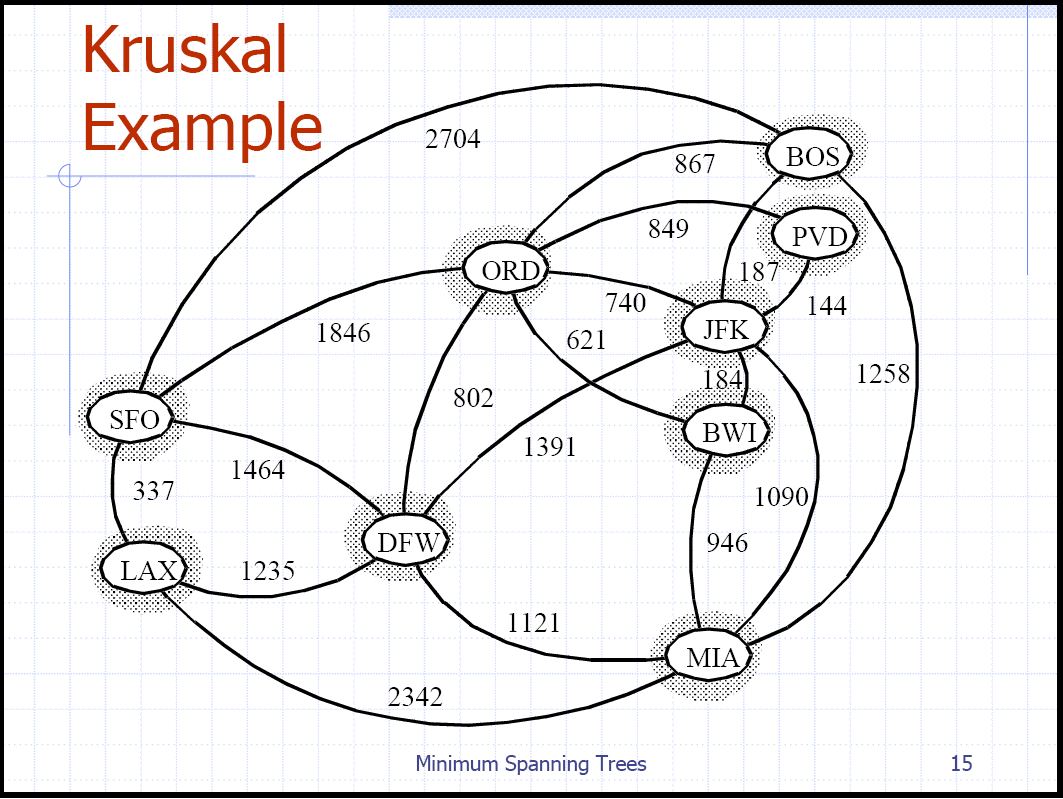 Kruskal
Example
2704
BOS
867
PVD
849
ORD
187
740
144
JFK
1846
621
184
1258
802
SFO
BWI
1391
1464
337
1090
DFW
946
LAX
1235
1121
MIA
2342
Minimum Spanning Trees
15